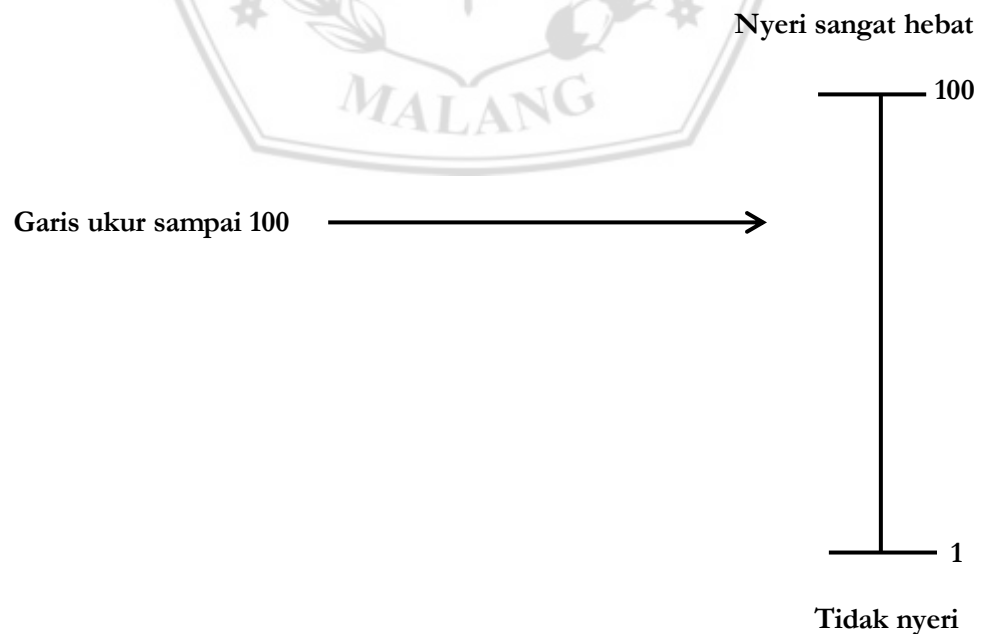 Nyeri sangat hebat
100
MALANG
Garis ukur sampai 100
1
Tidak nyeri